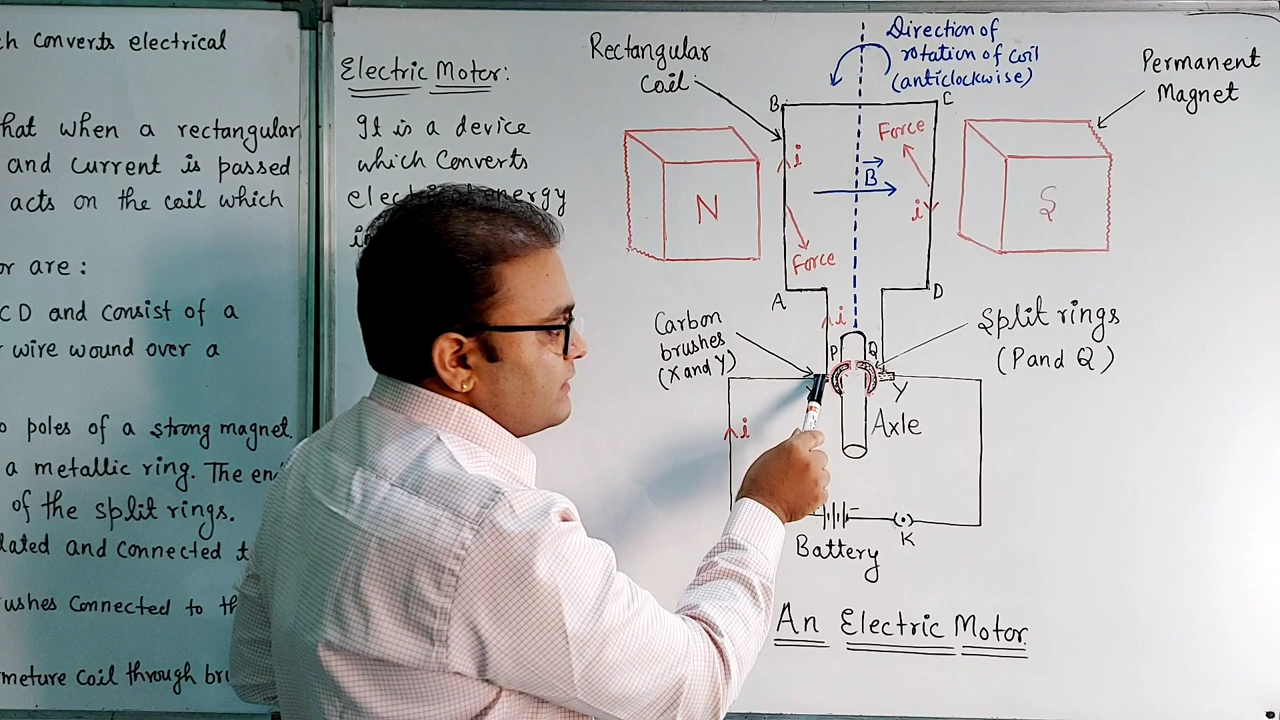 ch converts electrical
hat when a rectangular
and current is passed
acts on the coil which
or are :
CD and consist of a
wire wound over a
o poles of a strong magnet.
a metallic ring. The en
of the split rings.
lated and connected t
ushes connected to th
meture coil through bru
Electric Motor:
It is a device
which converts
electrical energy
Rectangular
coil
Direction of
rotation of coil
(anticlockwise)
Permanent
Magnet
B
C
Force
i
B
N
i
S
Force
A
D
Carbon
brushes
(X and Y)
i
P
Q
Split rings
(P and Q)
Y
i
Axle
Battery
K
An Electric Motor.